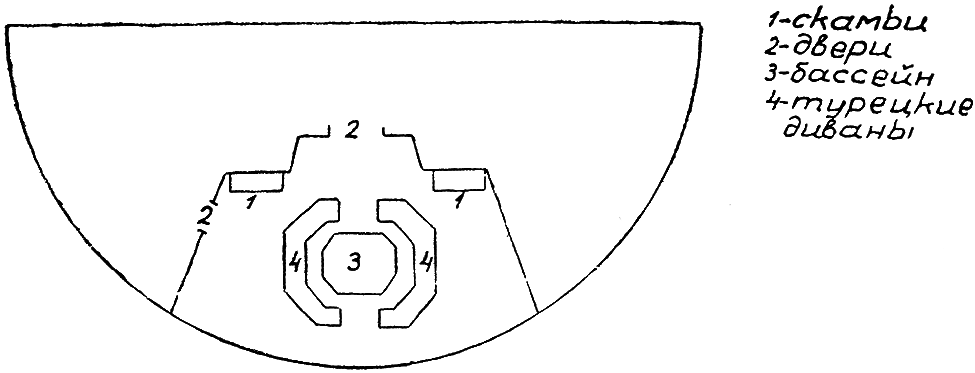 1-скамьи
2-двери
3-бассейн
4-турецкие
диваны
2
1
1
2
4
3
4